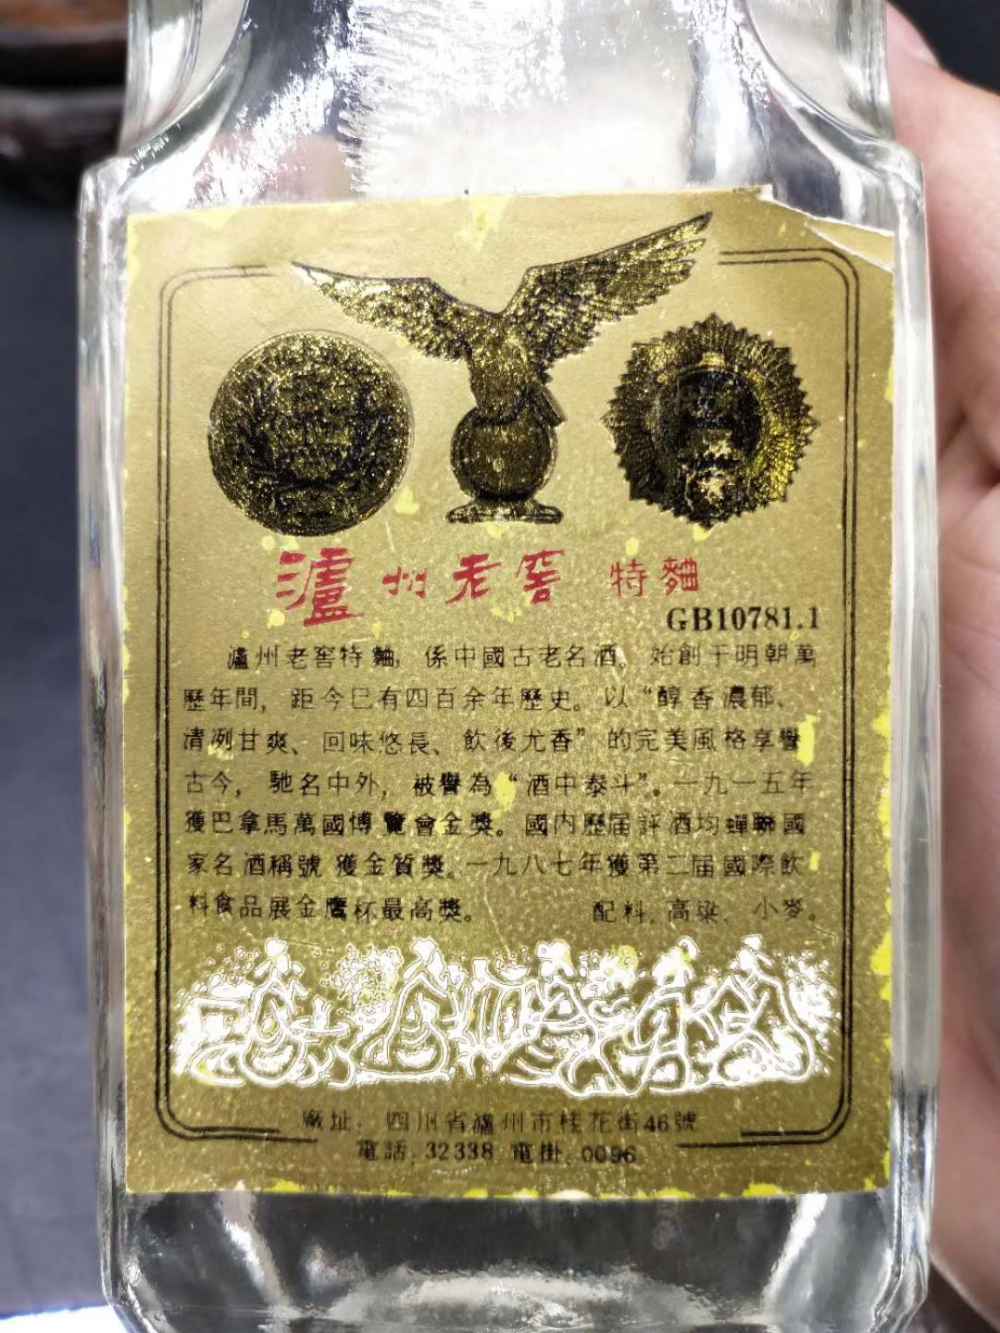 瀘州老窖 特麯
GB10781.1
瀘州老窖特麯，係中國古老名酒。始創于明朝萬
歷年間，距今已有四百余年歷史。以“醇香濃郁、
清冽甘爽、回味悠長、飲後尤香”的完美風格享譽
古今，馳名中外，被譽為“酒中泰斗”。一九一五年
獲巴拿馬萬國博覽會金獎。國内歷届評酒均蟬聯國
家名酒稱號獲金質獎。一九八七年獲第二届國際飲
料食品展金鷹杯最高獎。 配料：高粱、小麥。
廠址：四川省瀘州市桂花街46號
電話：32338 電掛：0096